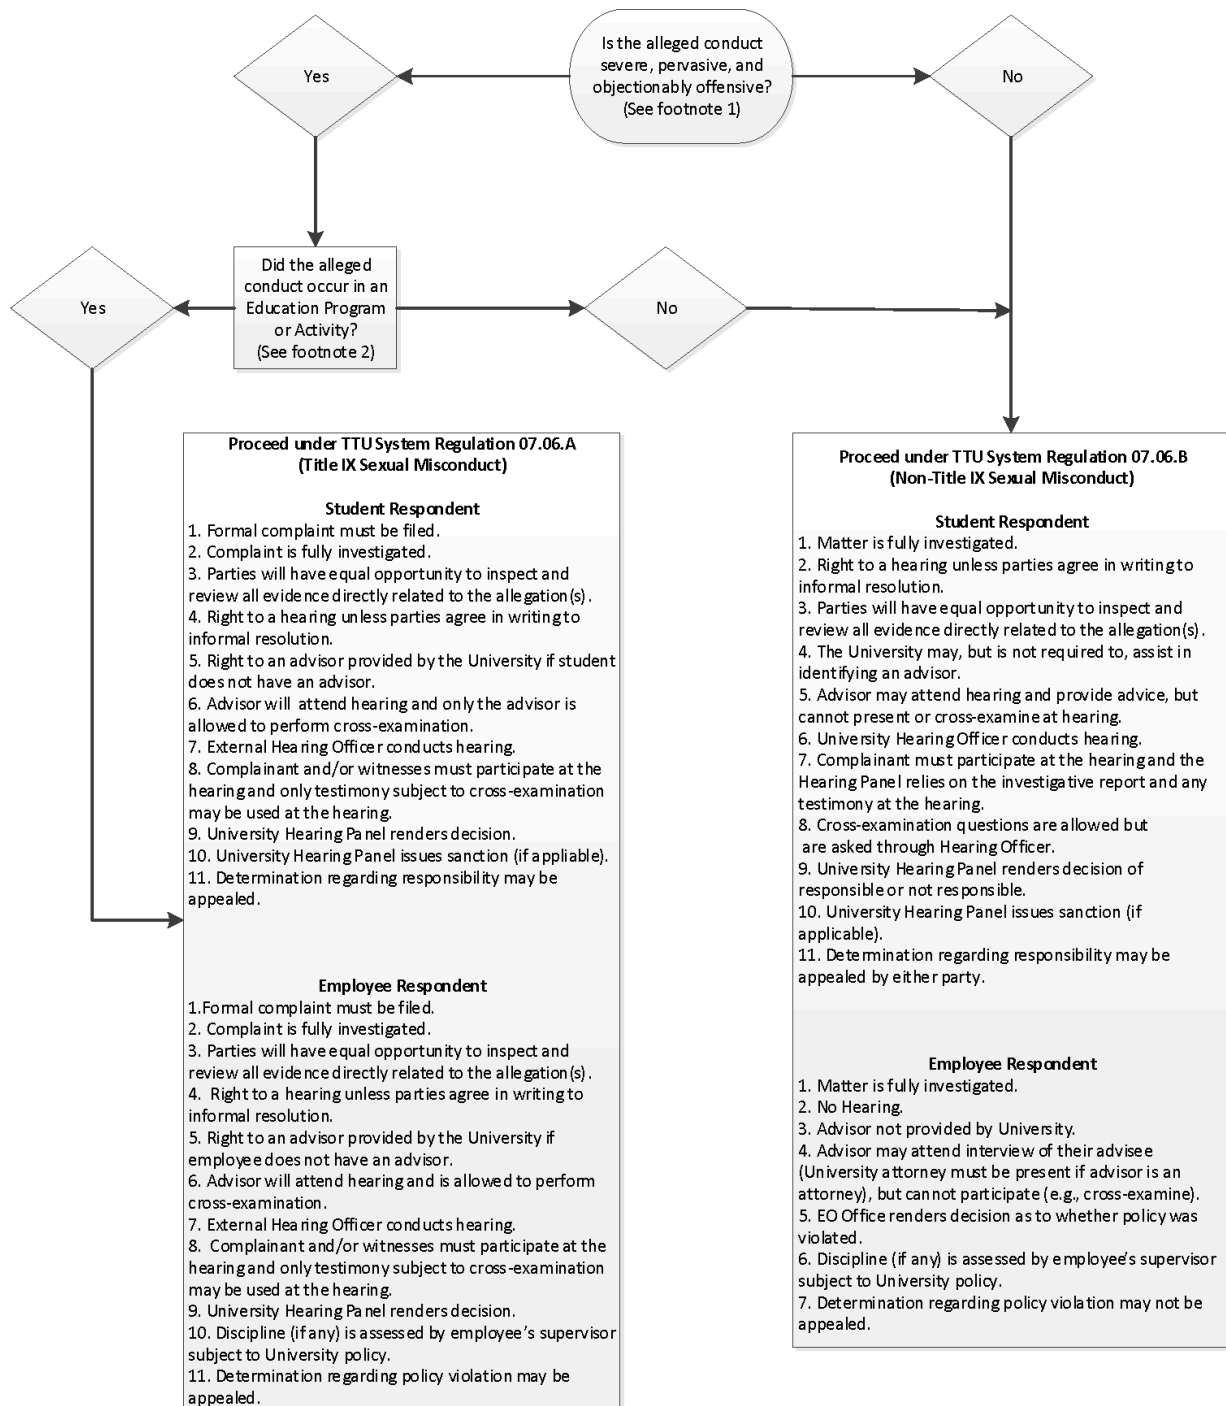 Is the alleged conduct
severe, pervasive, and
objectionably offensive?
(See footnote 1)
Yes
No
Did the alleged
conduct occur in an
Education Program
or Activity?
(See footnote 2)
Yes
No
Proceed under TTU System Regulation 07.06.A
(Title IX Sexual Misconduct)
Student Respondent
1. Formal complaint must be filed.
2. Complaint is fully investigated.
3. Parties will have equal opportunity to inspect and
review all evidence directly related to the allegation(s).
4. Right to a hearing unless parties agree in writing to
informal resolution.
5. Right to an advisor provided by the University if student
does not have an advisor.
6. Advisor will attend hearing and only the advisor is
allowed to perform cross-examination.
7. External Hearing Officer conducts hearing.
8. Complainant and/or witnesses must participate at the
hearing and only testimony subject to cross-examination
may be used at the hearing.
9. University Hearing Panel renders decision.
10. University Hearing Panel issues sanction (if appliable).
11. Determination regarding responsibility may be
appealed.
Employee Respondent
1.Formal complaint must be filed.
2. Complaint is fully investigated.
3. Parties will have equal opportunity to inspect and
review all evidence directly related to the allegation(s).
4. Right to a hearing unless parties agree in writing to
informal resolution.
5. Right to an advisor provided by the University if
employee does not have an advisor.
6. Advisor will attend hearing and is allowed to perform
cross-examination.
7. External Hearing Officer conducts hearing.
8. Complainant and/or witnesses must participate at the
hearing and only testimony subject to cross-examination
may be used at the hearing.
9. University Hearing Panel renders decision.
10. Discipline (if any) is assessed by employee's supervisor
subject to University policy.
11. Determination regarding policy violation may be
appealed.
Proceed under TTU System Regulation 07.06.B
(Non-Title IX Sexual Misconduct)
Student Respondent
1. Matter is fully investigated.
2. Right to a hearing unless parties agree in writing to
informal resolution.
3. Parties will have equal opportunity to inspect and
review all evidence directly related to the allegation(s).
4. The University may, but is not required to, assist in
identifying an advisor.
5. Advisor may attend hearing and provide advice, but
cannot present or cross-examine at hearing.
6. University Hearing Officer conducts hearing.
7. Complainant must participate at the hearing and the
Hearing Panel relies on the investigative report and any
testimony at the hearing.
8. Cross-examination questions are allowed but
are asked through Hearing Officer.
9. University Hearing Panel renders decision of
responsible or not responsible.
10. University Hearing Panel issues sanction (if
applicable).
11. Determination regarding responsibility may be
appealed by either party.
Employee Respondent
1. Matter is fully investigated.
2. No Hearing.
3. Advisor not provided by University.
4. Advisor may attend interview of their advisee
(University attorney must be present if advisor is an
attorney), but cannot participate (e.g., cross-examine).
5. EO Office renders decision as to whether policy was
violated.
6. Discipline (if any) is assessed by employee's supervisor
subject to University policy.
7. Determination regarding policy violation may not be
appealed.